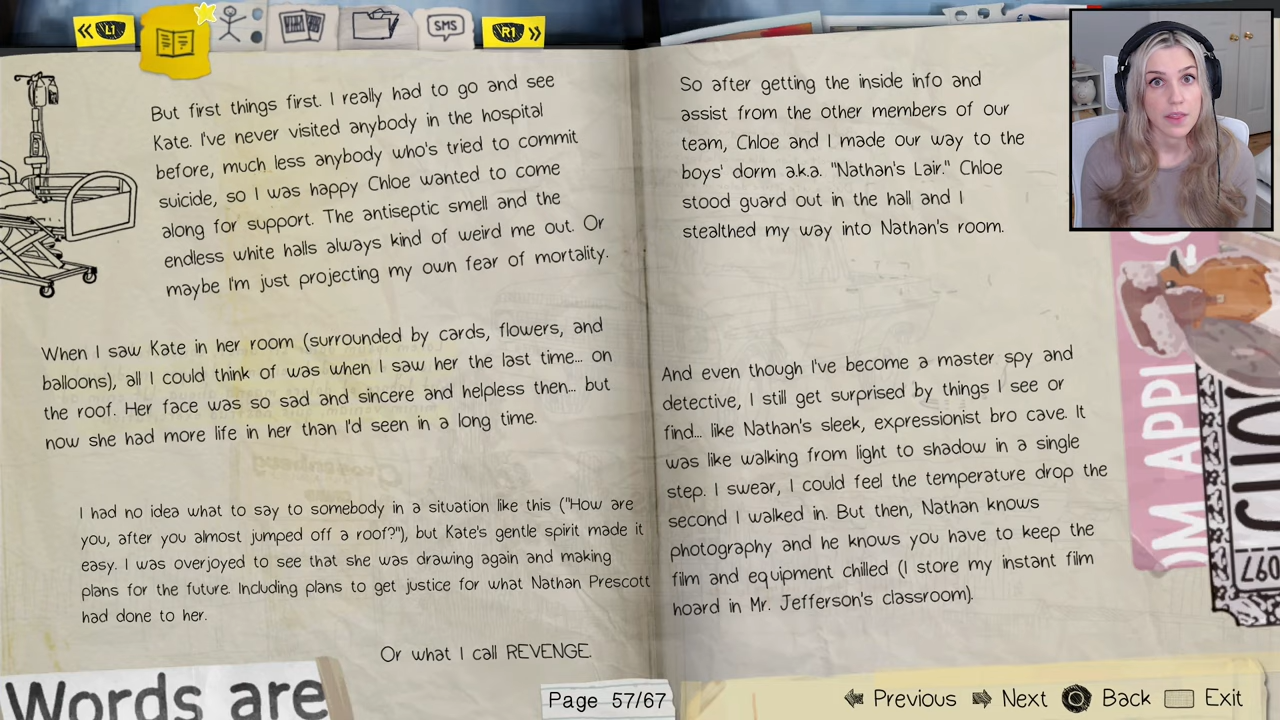 L1
SMS
R1
But first things first. I really had to go and see
Kate. I've never visited anybody in the hospital
before, much less anybody who's tried to commit
suicide, so I was happy Chloe wanted to come
along for support. The antiseptic smell and the
endless white halls always kind of weird me out. Or
maybe I'm just projecting my own fear of mortality.
When I saw Kate in her room (surrounded by cards, flowers, and
balloons), all I could think of was when I saw her the last time... on
the roof. Her face was so sad and sincere and helpless then... but
now she had more life in her than I'd seen in a long time.
I had no idea what to say to somebody in a situation like this ("How are
you, after you almost jumped off a roof?"), but Kate's gentle spirit made it
easy. I was overjoyed to see that she was drawing again and making
plans for the future. Including plans to get justice for what Nathan Prescott
had done to her.
Or what I call REVENGE.
So after getting the inside info and
assist from the other members of our
team, Chloe and I made our way to the
boys' dorm a.k.a. "Nathan's Lair." Chloe
stood guard out in the hall and I
stealthed my way into Nathan's room.
And even though I've become a master spy and
detective, I still get surprised by things I see or
find... like Nathan's sleek, expressionist bro cave. It
was like walking from light to shadow in a single
step. I swear, I could feel the temperature drop the
second I walked in. But then, Nathan knows
photography and he knows you have to keep the
film and equipment chilled (I store my instant film
hoard in Mr. Jefferson's classroom).
Words are
Page 57/67
Previous Next Back Exit